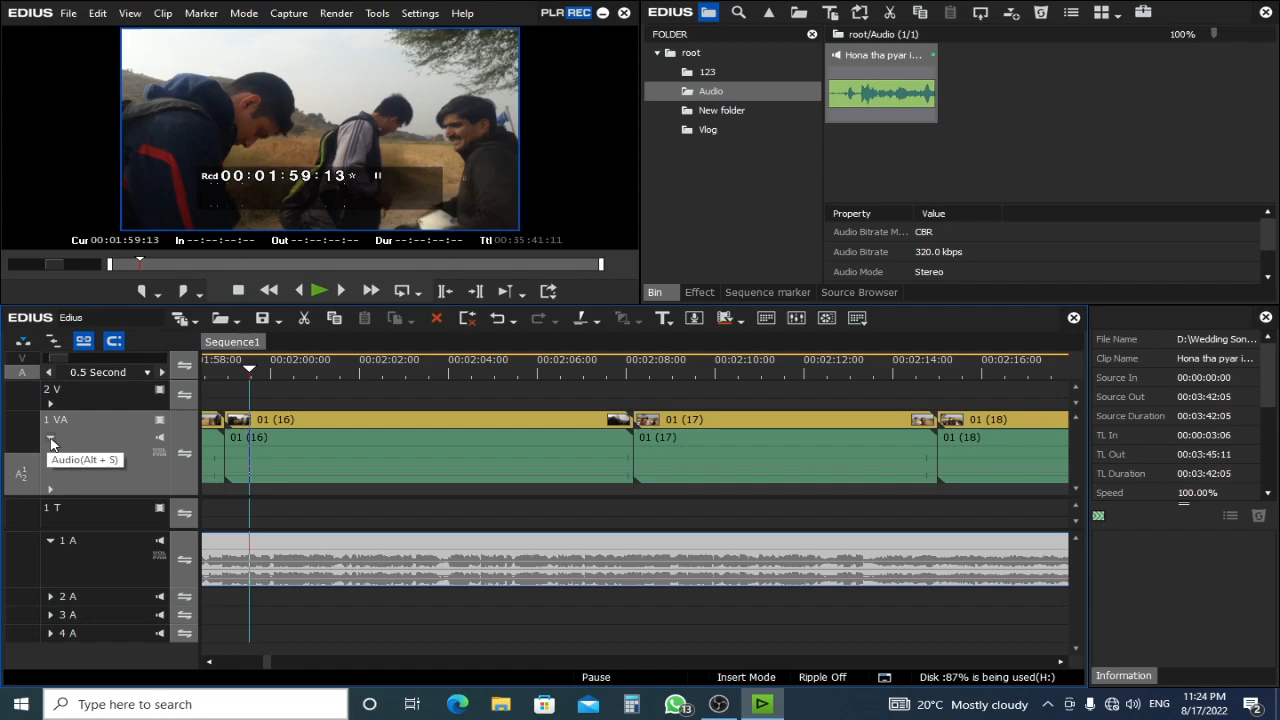 EDIUS File Edit View Clip Marker Mode Capture Render Tools Settings Help PLR REC
EDIUS
FOLDER
root/Audio (1/1) 100%
root
123
Audio
New folder
Vlog
Hona tha pyar i...
Rcd 00:01:59:13
Cur 00:01:59:13 In --:--:--:-- Out --:--:--:-- Dur --:--:--:-- Ttl 00:35:41:11
Property Value
Audio Bitrate M... CBR
Audio Bitrate 320.0 kbps
Audio Mode Stereo
Bin Effect Sequence marker Source Browser
EDIUS Edius
Sequence1
V
A
0.5 Second
1:58:00 00:02:00:00 00:02:02:00 00:02:04:00 00:02:06:00 00:02:08:00 00:02:10:00 00:02:12:00 00:02:14:00 00:02:16:00
2 V
1 VA
01 (16) 01 (17) 01 (18)
01 (16) 01 (17) 01 (18)
VOL
PAN
Audio(Alt + S)
A 1 2
1 T
1 A
VOL
PAN
2 A
3 A
4 A
Pause Insert Mode Ripple Off Disk :87% is being used(H:)
File Name D:\Wedding Son...
Clip Name Hona tha pyar i...
Source In 00:00:00:00
Source Out 00:03:42:05
Source Duration 00:03:42:05
TL In 00:00:03:06
TL Out 00:03:45:11
TL Duration 00:03:42:05
Speed 100.00%
Information
Type here to search
13
20°C Mostly cloudy
11:24 PM
8/17/2022
2